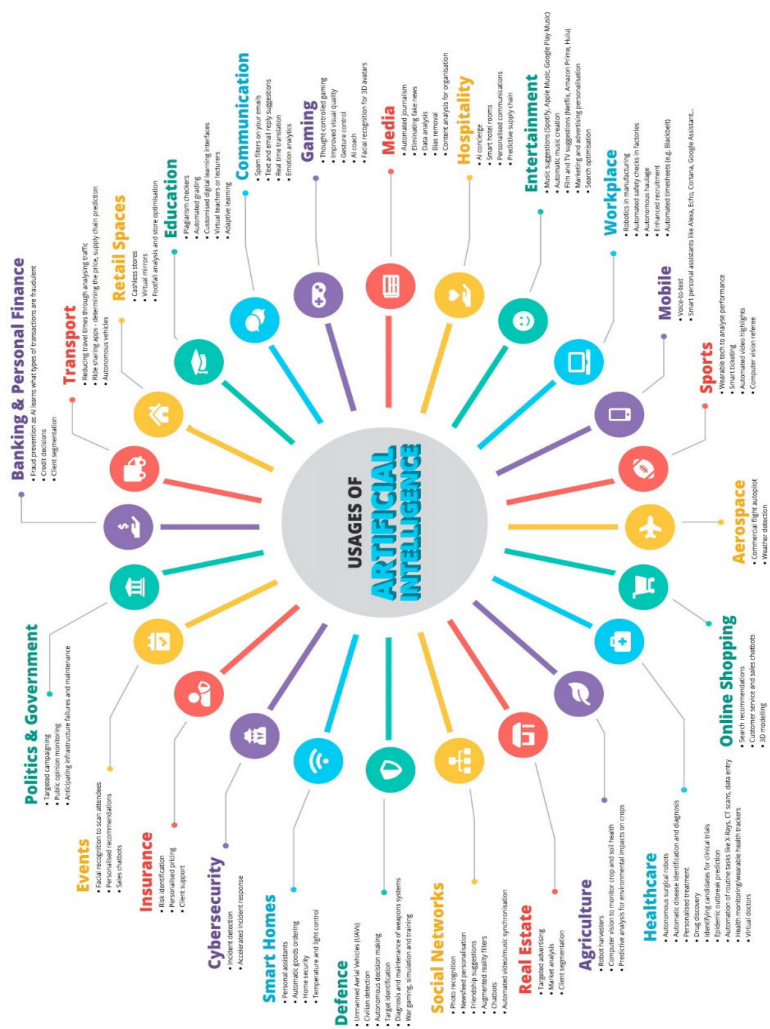 USAGES OF
ARTIFICIAL
INTELLIGENCE
Banking & Personal Finance
• Fraud prevention as AI learns what types of transactions are fraudulent
• Credit decisions
• Client segmentation
Transport
• Reducing travel times through analysing traffic
• Ride sharing apps - determining the price, supply chain prediction
• Autonomous vehicles
Retail Spaces
• Cashless stores
• Virtual mirrors
• Footfall analysis and store optimisation
Education
• Plagiarism checkers
• Automated grading
• Customised digital learning interfaces
• Virtual teachers or lecturers
• Adaptive learning
Communication
• Spam filters on your emails
• Text and email reply suggestions
• Real time translation
• Emotion analytics
Gaming
• Thought controlled gaming
• Improved visual quality
• Gesture control
• AI coach
• Facial recognition for 3D avatars
Media
• Automated journalism
• Eliminating fake news
• Data analysis
• Bias removal
• Content analysis for organisation
Hospitality
• AI concierge
• Smart hotel rooms
• Personalised communications
• Predictive supply chain
Entertainment
• Music suggestions (Spotify, Apple Music, Google Play Music)
• Automatic music creation
• Film and TV suggestions (Netflix, Amazon Prime, Hulu)
• Marketing and advertising personalisation
• Search optimisation
Workplace
• Robotics in manufacturing
• Automated safety checks in factories
• Autonomous haulage
• Enhanced recruitment
• Automated timesheets (e.g. Blackbelt)
Mobile
• Voice-to-text
• Smart personal assistants like Alexa, Echo, Cortana, Google Assistant...
Sports
• Wearable tech to analyse performance
• Smart ticketing
• Automated video highlights
• Computer vision referee
Aerospace
• Commercial flight autopilot
• Weather detection
Online Shopping
• Search recommendations
• Customer service and sales chatbots
• 3D modeling
Healthcare
• Autonomous surgical robots
• Automatic disease identification and diagnosis
• Personalised treatment
• Drug discovery
• Identifying candidates for clinical trials
• Epidemic outbreak prediction
• Automation of routine tasks like X-Rays, CT scans, data entry
• Health monitoring/wearable health trackers
• Virtual doctors
Agriculture
• Robot harvesters
• Computer vision to monitor crop and soil health
• Predictive analysis for environmental impacts on crops
Real Estate
• Targeted advertising
• Market analysis
• Client segmentation
Social Networks
• Photo recognition
• Newsfeed personalisation
• Friendship suggestions
• Augmented reality filters
• Chatbots
• Automated video/music synchronisation
Defence
• Unmanned Aerial Vehicles (UAVs)
• Civilian detection
• Autonomous decision making
• Target identification
• Diagnosis and maintenance of weapons systems
• War gaming, simulation and training
Smart Homes
• Personal assistants
• Automatic goods ordering
• Home security
• Temperature and light control
Cybersecurity
• Incident detection
• Accelerated incident response
Insurance
• Risk identification
• Personalised pricing
• Client support
Events
• Facial recognition to scan attendees
• Personalised recommendations
• Sales chatbots
Politics & Government
• Targeted campaigning
• Public opinion monitoring
• Anticipating infrastructure failures and maintenance